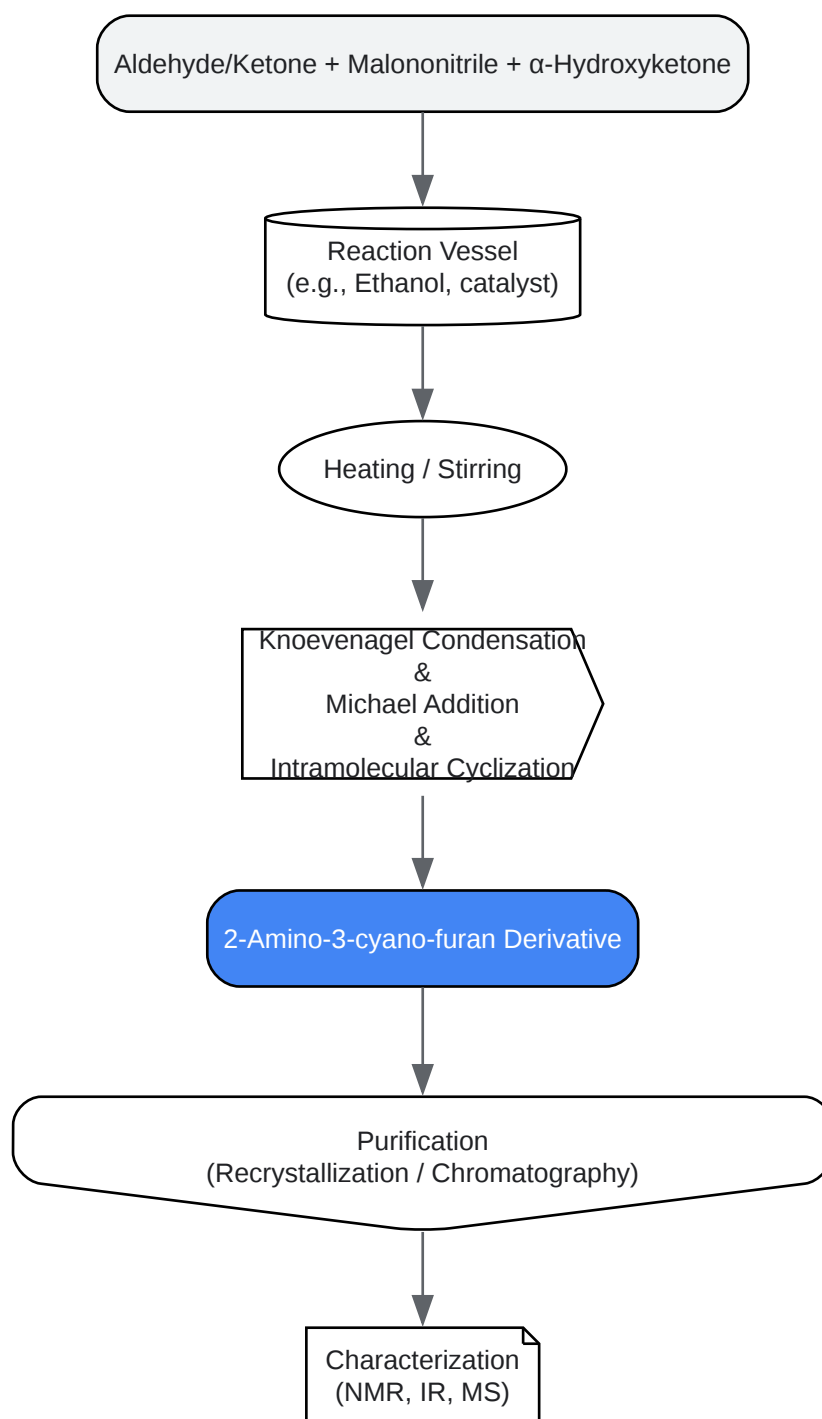 Aldehyde/Ketone + Malononitrile + α-Hydroxyketone
Reaction Vessel
(e.g., Ethanol, catalyst)
Heating / Stirring
Knoevenagel Condensation
&
Michael Addition
&
Intramolecular Cyclization
2-Amino-3-cyano-furan Derivative
Purification
(Recrystallization / Chromatography)
Characterization
(NMR, IR, MS)